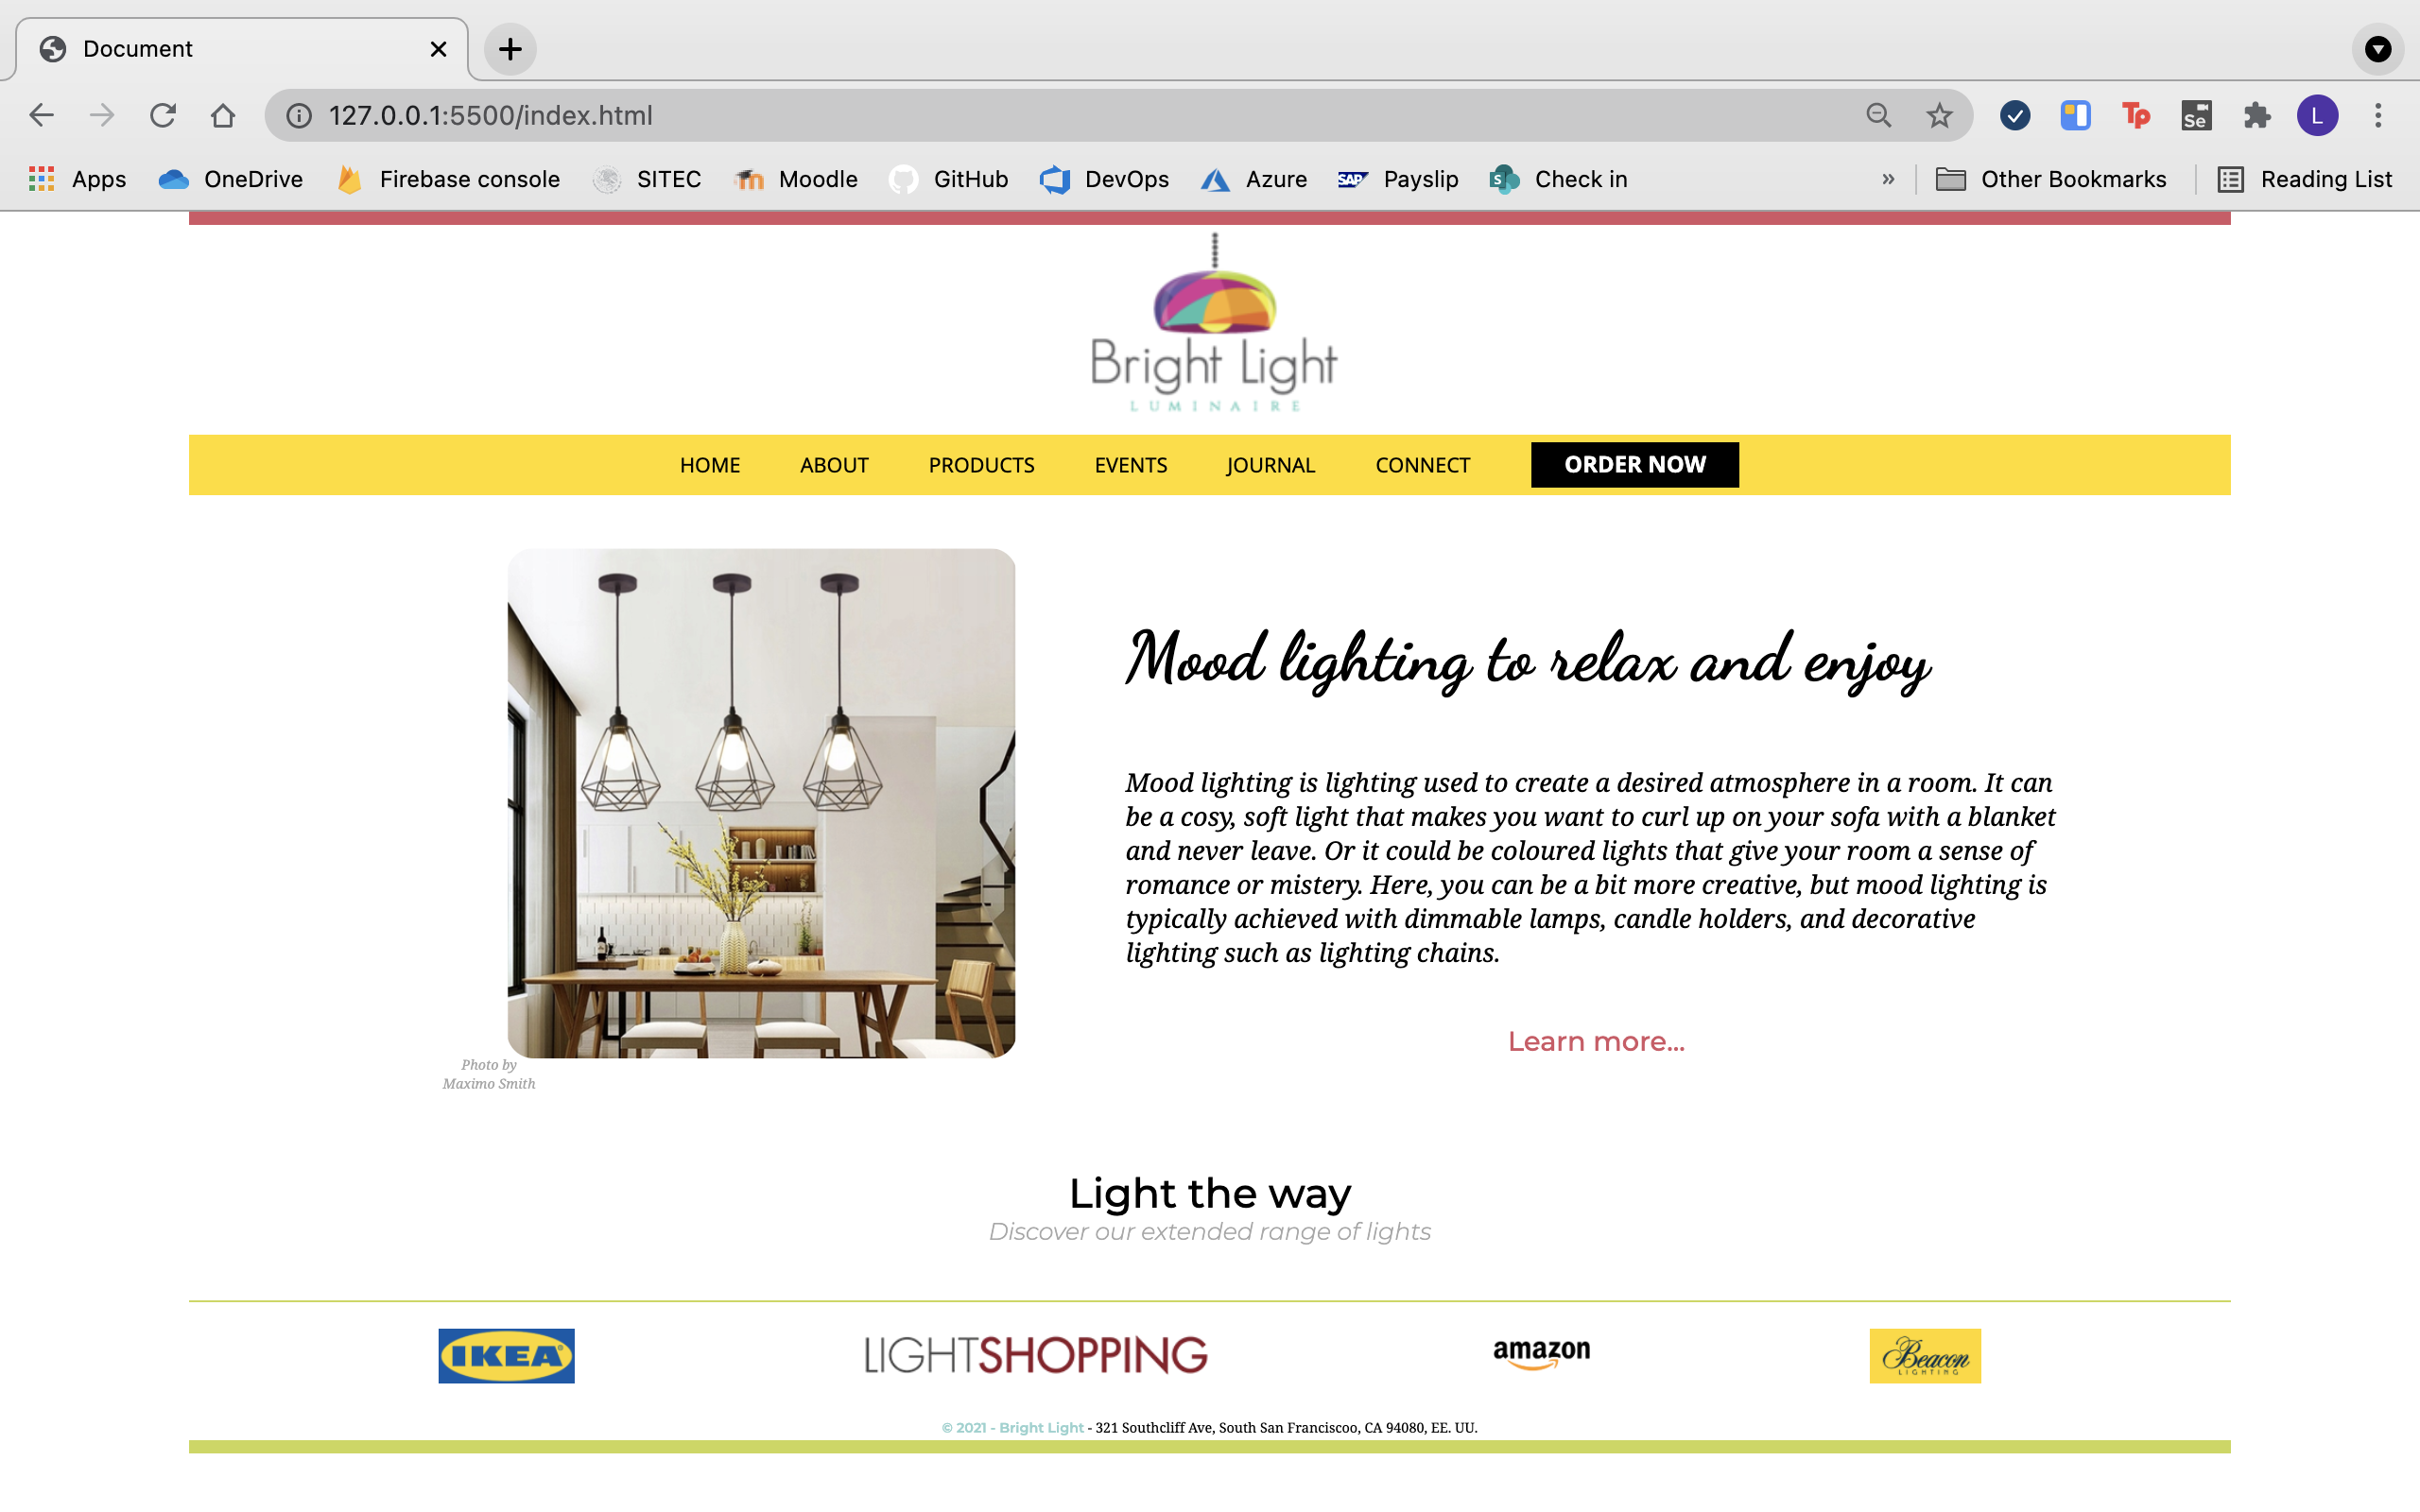 Document
127.0.0.1:5500/index.html
Se
L
Apps
OneDrive
Firebase console
SITEC
Moodle
GitHub
DevOps
Azure
SAP
Payslip
S
Check in
»
Other Bookmarks
Reading List
Bright Light
LUMINAIRE
HOME
ABOUT
PRODUCTS
EVENTS
JOURNAL
CONNECT
ORDER NOW
Mood lighting to relax and enjoy
Mood lighting is lighting used to create a desired atmosphere in a room. It can
be a cosy, soft light that makes you want to curl up on your sofa with a blanket
and never leave. Or it could be coloured lights that give your room a sense of
romance or mistery. Here, you can be a bit more creative, but mood lighting is
typically achieved with dimmable lamps, candle holders, and decorative
lighting such as lighting chains.
Learn more...
Photo by
Maximo Smith
Light the way
Discover our extended range of lights
IKEA®
LIGHTSHOPPING
amazon
Beacon
LIGHTING
© 2021 - Bright Light - 321 Southcliff Ave, South San Franciscoo, CA 94080, EE. UU.